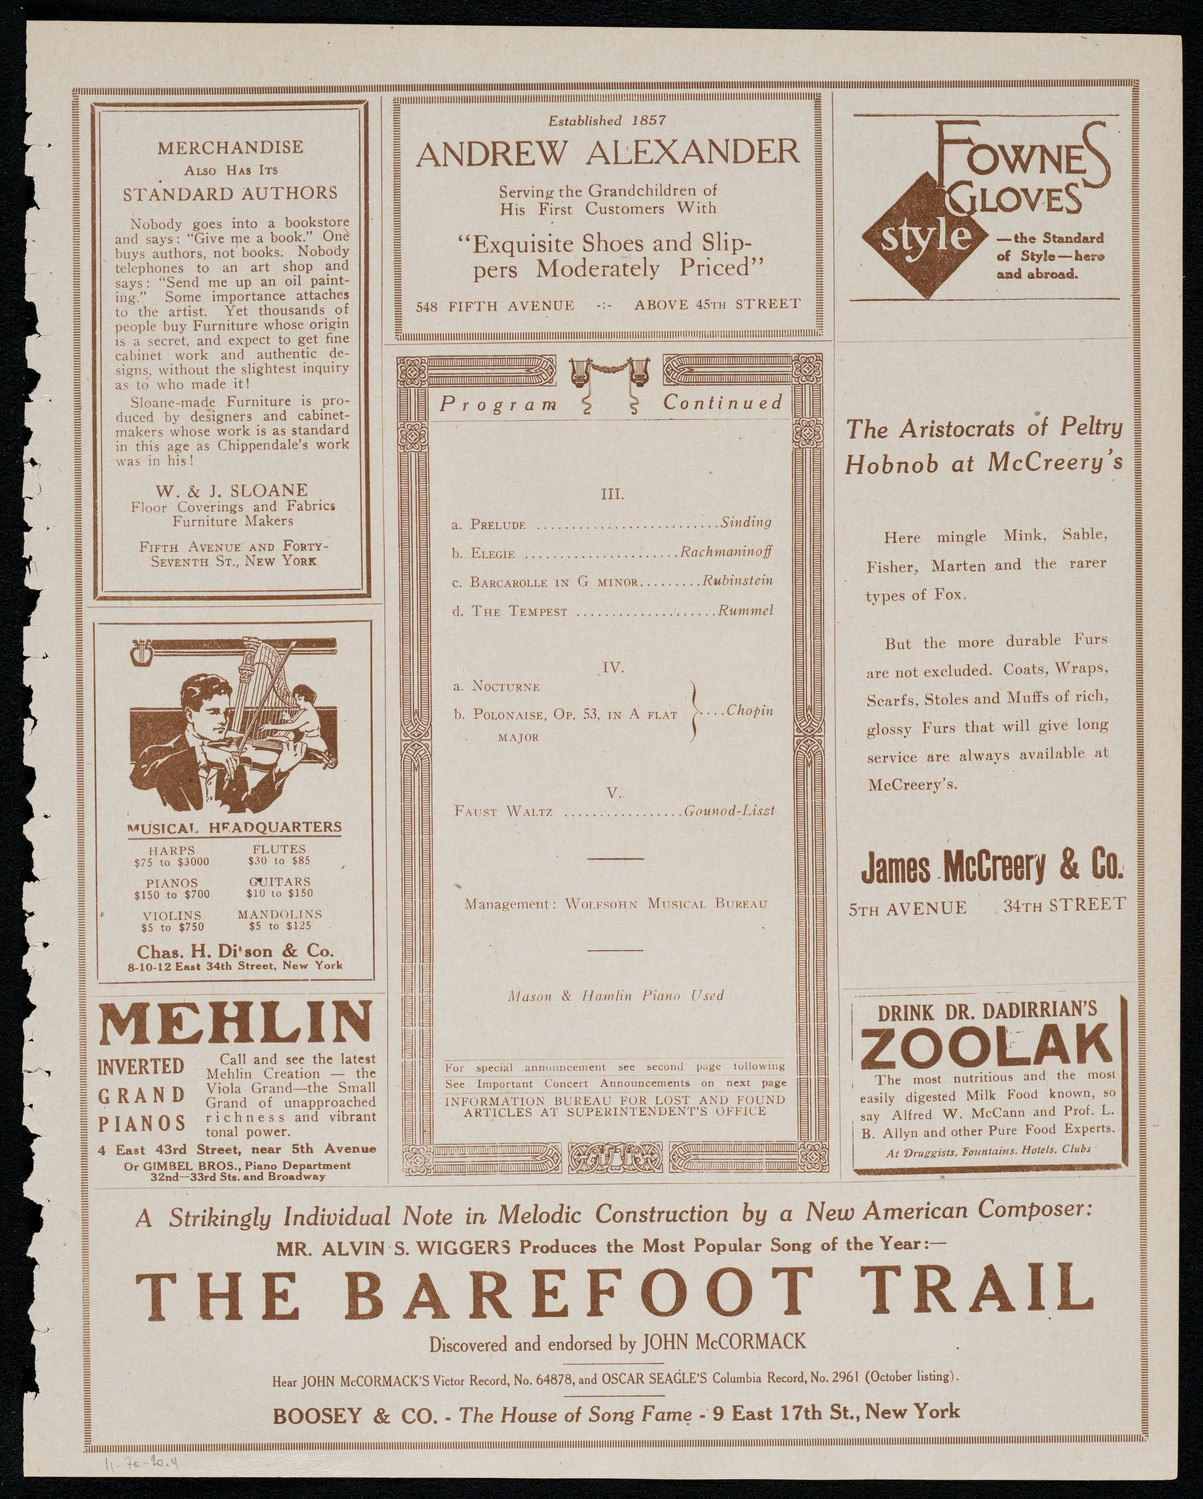 MERCHANDISE
ALSO HAS ITS
STANDARD AUTHORS
Nobody goes into a bookstore
and says: "Give me a book." One
buys authors, not books. Nobody
telephones to an art shop and
says: "Send me up an oil paint-
ing." Some importance attaches
to the artist. Yet thousands of
people buy Furniture whose origin
is a secret, and expect to get fine
cabinet work and authentic de-
signs, without the slightest inquiry
as to who made it!
Sloane-made Furniture is pro-
duced by designers and cabinet-
makers whose work is as standard
in this age as Chippendale's work
was in his!
W. & J. SLOANE
Floor Coverings and Fabrics
Furniture Makers
FIFTH AVENUE AND FORTY-
SEVENTH ST., NEW YORK
MUSICAL HEADQUARTERS
HARPS FLUTES
$75 to $3000 $30 to $85
PIANOS GUITARS
$150 to $700 $10 to $150
VIOLINS MANDOLINS
$5 to $750 $5 to $125
Chas. H. Di'son & Co.
8-10-12 East 34th Street, New York
MEHLIN
INVERTED
GRAND
PIANOS
Call and see the latest
Mehlin Creation — the
Viola Grand—the Small
Grand of unapproached
richness and vibrant
tonal power.
4 East 43rd Street, near 5th Avenue
Or GIMBEL BROS., Piano Department
32nd—33rd Sts. and Broadway
Established 1857
ANDREW ALEXANDER
Serving the Grandchildren of
His First Customers With
"Exquisite Shoes and Slip-
pers Moderately Priced"
548 FIFTH AVENUE -:- ABOVE 45TH STREET
Program Continued
III.
a. PRELUDE ..........................Sinding
b. ELEGIE ......................Rachmaninoff
c. BARCAROLLE IN G MINOR.........Rubinstein
d. THE TEMPEST ....................Rummel
IV.
a. NOCTURNE
b. POLONAISE, OP. 53, IN A FLAT } ....Chopin
MAJOR
V.
FAUST WALTZ .................Gounod-Liszt
Management: WOLFSOHN MUSICAL BUREAU
Mason & Hamlin Piano Used
For special announcement see second page following
See Important Concert Announcements on next page
INFORMATION BUREAU FOR LOST AND FOUND
ARTICLES AT SUPERINTENDENT'S OFFICE
FOWNES
GLOVES
style
—the Standard
of Style—here
and abroad.
The Aristocrats of Peltry
Hobnob at McCreery's
Here mingle Mink, Sable,
Fisher, Marten and the rarer
types of Fox.
But the more durable Furs
are not excluded. Coats, Wraps,
Scarfs, Stoles and Muffs of rich,
glossy Furs that will give long
service are always available at
McCreery's.
James McCreery & Co.
5TH AVENUE 34TH STREET
DRINK DR. DADIRRIAN'S
ZOOLAK
The most nutritious and the most
easily digested Milk Food known, so
say Alfred W. McCann and Prof. L.
B. Allyn and other Pure Food Experts.
At Druggists, Fountains, Hotels, Clubs
A Strikingly Individual Note in Melodic Construction by a New American Composer:
MR. ALVIN S. WIGGERS Produces the Most Popular Song of the Year:—
THE BAREFOOT TRAIL
Discovered and endorsed by JOHN McCORMACK
Hear JOHN McCORMACK'S Victor Record, No. 64878, and OSCAR SEAGLE'S Columbia Record, No. 2961 (October listing).
BOOSEY & CO. - The House of Song Fame - 9 East 17th St., New York
11-7a-20.4